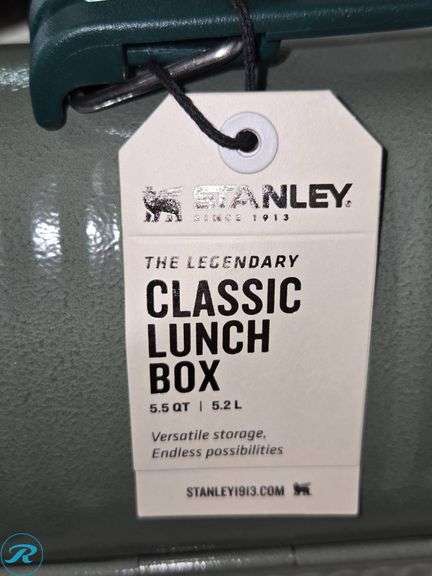 STANLEY.
SINCE 1913
THE LEGENDARY
CLASSIC
LUNCH
BOX
5.5 QT | 5.2 L
Versatile storage,
Endless possibilities
STANLEY1913.COM
R